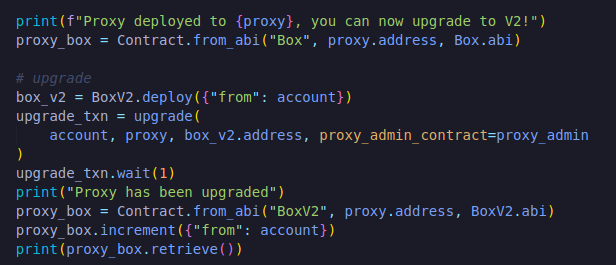 print(f"Proxy deployed to {proxy}, you can now upgrade to V2!")
proxy_box = Contract.from_abi("Box", proxy.address, Box.abi)

# upgrade
box_v2 = BoxV2.deploy({"from": account})
upgrade_txn = upgrade(
    account, proxy, box_v2.address, proxy_admin_contract=proxy_admin
)
upgrade_txn.wait(1)
print("Proxy has been upgraded")
proxy_box = Contract.from_abi("BoxV2", proxy.address, BoxV2.abi)
proxy_box.increment({"from": account})
print(proxy_box.retrieve())